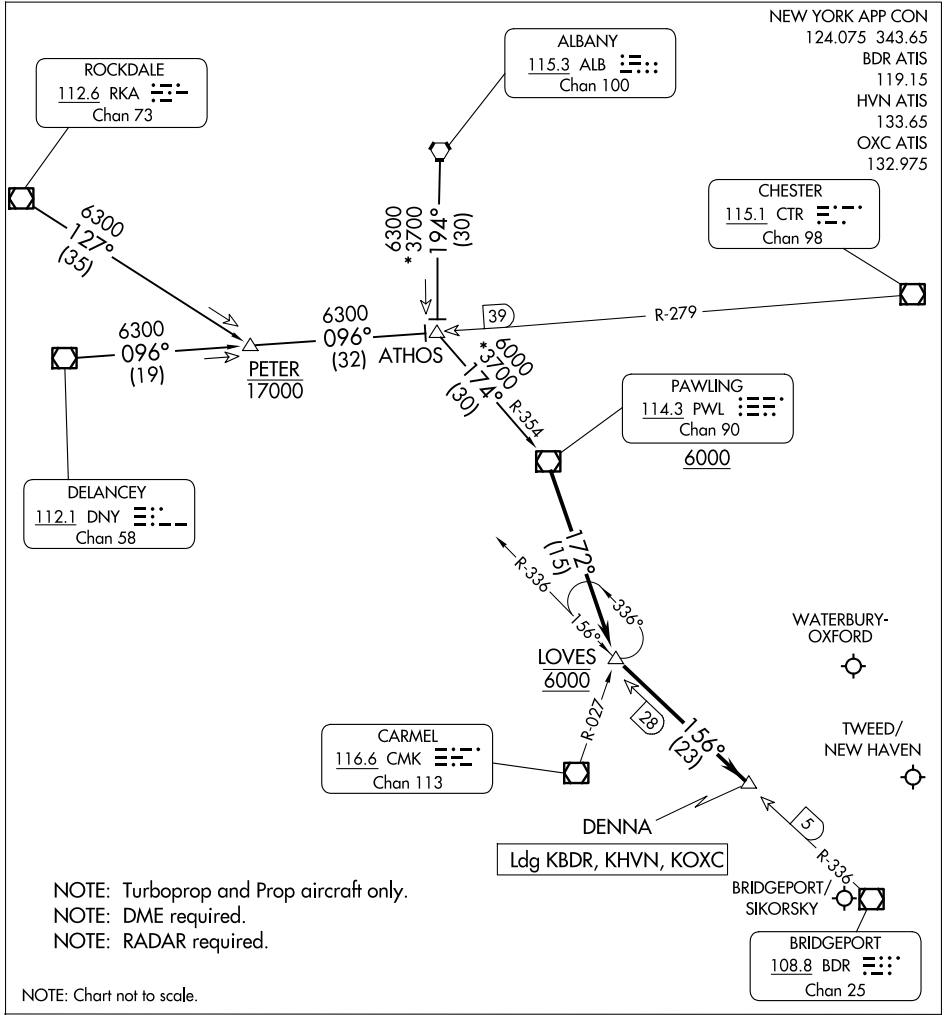 NEW YORK APP CON
124.075 343.65
BDR ATIS
119.15
HVN ATIS
133.65
OXC ATIS
132.975
ROCKDALE
112.6 RKA
Chan 73
ALBANY
115.3 ALB
Chan 100
CHESTER
115.1 CTR
Chan 98
6300
127°
(35)
6300
*3700
194°
(30)
R-279
39
6300
096°
(19)
PETER
17000
6300
096°
(32)
ATHOS
6000
*3700
174°
(30)
R-354
PAWLING
114.3 PWL
Chan 90
6000
DELANCEY
112.1 DNY
Chan 58
172°
(15)
R-336
156°
336°
LOVES
6000
WATERBURY-
OXFORD
R-027
28
156°
(23)
CARMEL
116.6 CMK
Chan 113
TWEED/
NEW HAVEN
DENNA
Ldg KBDR, KHVN, KOXC
5
R-336
BRIDGEPORT/
SIKORSKY
BRIDGEPORT
108.8 BDR
Chan 25
NOTE: Turboprop and Prop aircraft only.
NOTE: DME required.
NOTE: RADAR required.
NOTE: Chart not to scale.